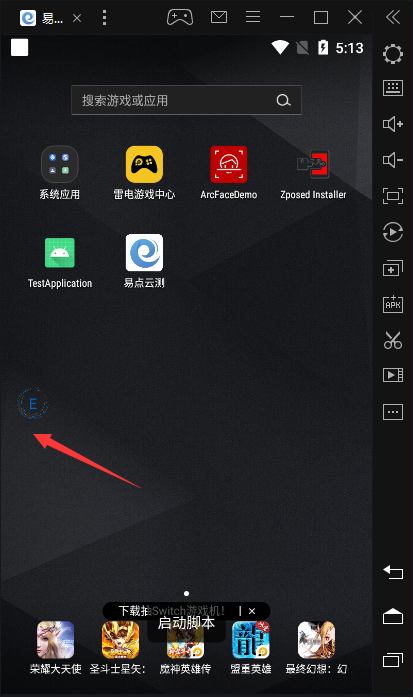 易...
5:13
搜索游戏或应用
系统应用
雷电游戏中心
ArcFaceDemo
Zposed Installer
TestApplication
易点云测
E
APK
下载抽Switch游戏机!
启动脚本
荣耀大天使
圣斗士星矢:
魔神英雄传
盟重英雄
最终幻想:幻